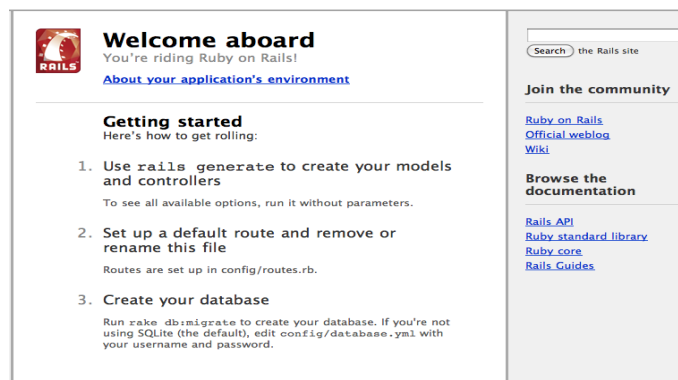 RAILS
Welcome aboard
You're riding Ruby on Rails!
About your application's environment
Getting started
Here's how to get rolling:
1. Use rails generate to create your models
and controllers
To see all available options, run it without parameters.
2. Set up a default route and remove or
rename this file
Routes are set up in config/routes.rb.
3. Create your database
Run rake db:migrate to create your database. If you're not
using SQLite (the default), edit config/database.yml with
your username and password.
Search the Rails site
Join the community
Ruby on Rails
Official weblog
Wiki
Browse the
documentation
Rails API
Ruby standard library
Ruby core
Rails Guides